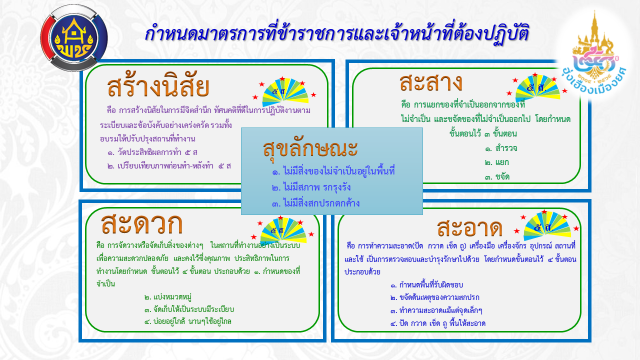 กำหนดมาตรการที่ข้าราชการและเจ้าหน้าที่ต้องปฏิบัติ
รุ่งเรืองเมืองยศ
สร้างนิสัย
๕ ส
คือ การสร้างนิสัยในการมีจิตสำนึก ทัศนคติที่ดีในการปฏิบัติงานตาม
ระเบียบและข้อบังคับอย่างเคร่งครัด รวมทั้ง
อบรมให้ปรับปรุงสถานที่ทำงาน
๑. วัดประสิทธิผลการทำ ๕ ส
๒. เปรียบเทียบภาพก่อนทำ-หลังทำ ๕ ส
สะสาง
๕ ส
คือ การแยกของที่จำเป็นออกจากของที่
ไม่จำเป็น และขจัดของที่ไม่จำเป็นออกไป โดยกำหนด
ขั้นตอนไว้ ๓ ขั้นตอน
๑. สำรวจ
๒. แยก
๓. ขจัด
สุขลักษณะ
๑. ไม่มีสิ่งของไม่จำเป็นอยู่ในพื้นที่
๒. ไม่มีสภาพ รกรุงรัง
๓. ไม่มีสิ่งสกปรกตกค้าง
สะดวก
๕ ส
คือ การจัดวางหรือจัดเก็บสิ่งของต่างๆ ในสถานที่ทำงานอย่างเป็นระบบ
เพื่อความสะดวกปลอดภัย และคงไว้ซึ่งคุณภาพ ประสิทธิภาพในการ
ทำงานโดยกำหนด ขั้นตอนไว้ ๔ ขั้นตอน ประกอบด้วย ๑. กำหนดของที่
จำเป็น
๒. แบ่งหมวดหมู่
๓. จัดเก็บให้เป็นระบบมีระเบียบ
๔. บ่อยอยู่ใกล้ นานๆใช้อยู่ไกล
สะอาด
๕ ส
คือ การทำความสะอาด(ปัด กวาด เช็ด ถู) เครื่องมือ เครื่องจักร อุปกรณ์ สถานที่
และใช้ เป็นการตรวจสอบและบำรุงรักษาไปด้วย โดยกำหนดขั้นตอนไว้ ๔ ขั้นตอน
ประกอบด้วย
๑. กำหนดพื้นที่รับผิดชอบ
๒. ขจัดต้นเหตุของความสกปรก
๓. ทำความสะอาดแม้แต่จุดเล็กๆ
๔. ปัด กวาด เช็ด ถู พื้นให้สะอาด